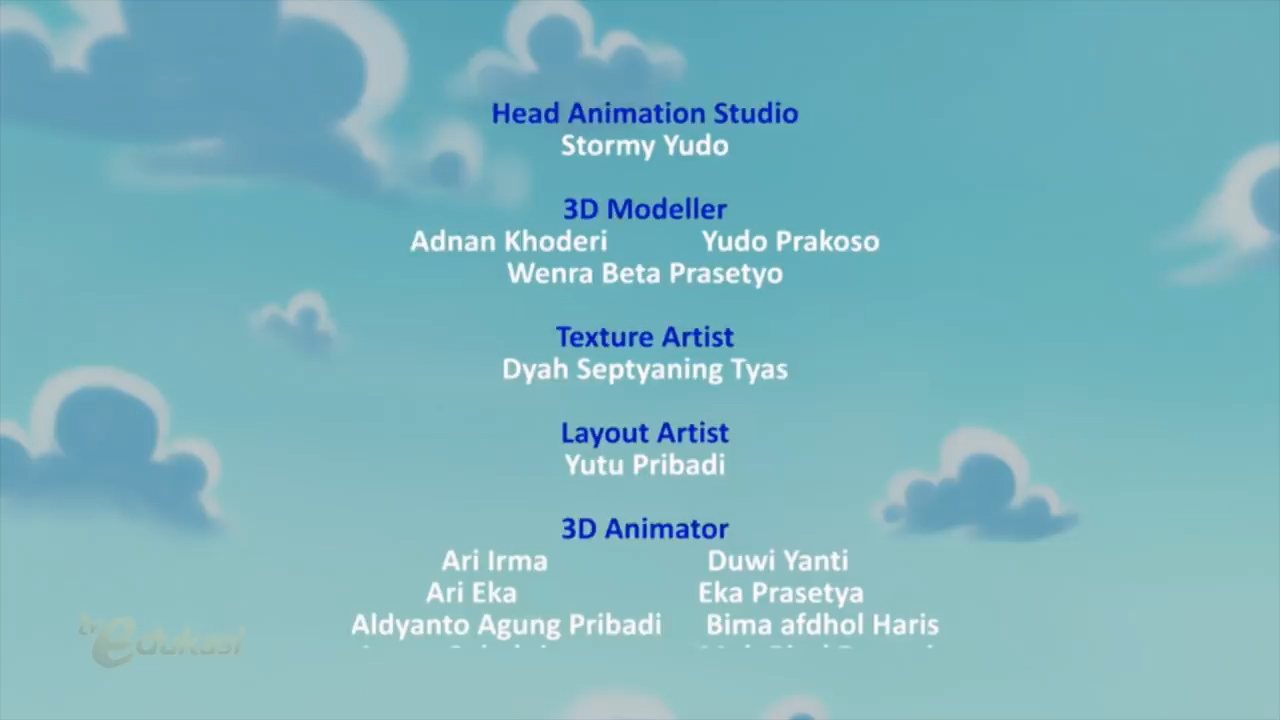 Head Animation Studio
Stormy Yudo
3D Modeller
Adnan Khoderi Yudo Prakoso
Wenra Beta Prasetyo
Texture Artist
Dyah Septyaning Tyas
Layout Artist
Yutu Pribadi
3D Animator
Ari Irma Duwi Yanti
Ari Eka Eka Prasetya
Aldyanto Agung Pribadi Bima afdhol Haris
tv edukasi